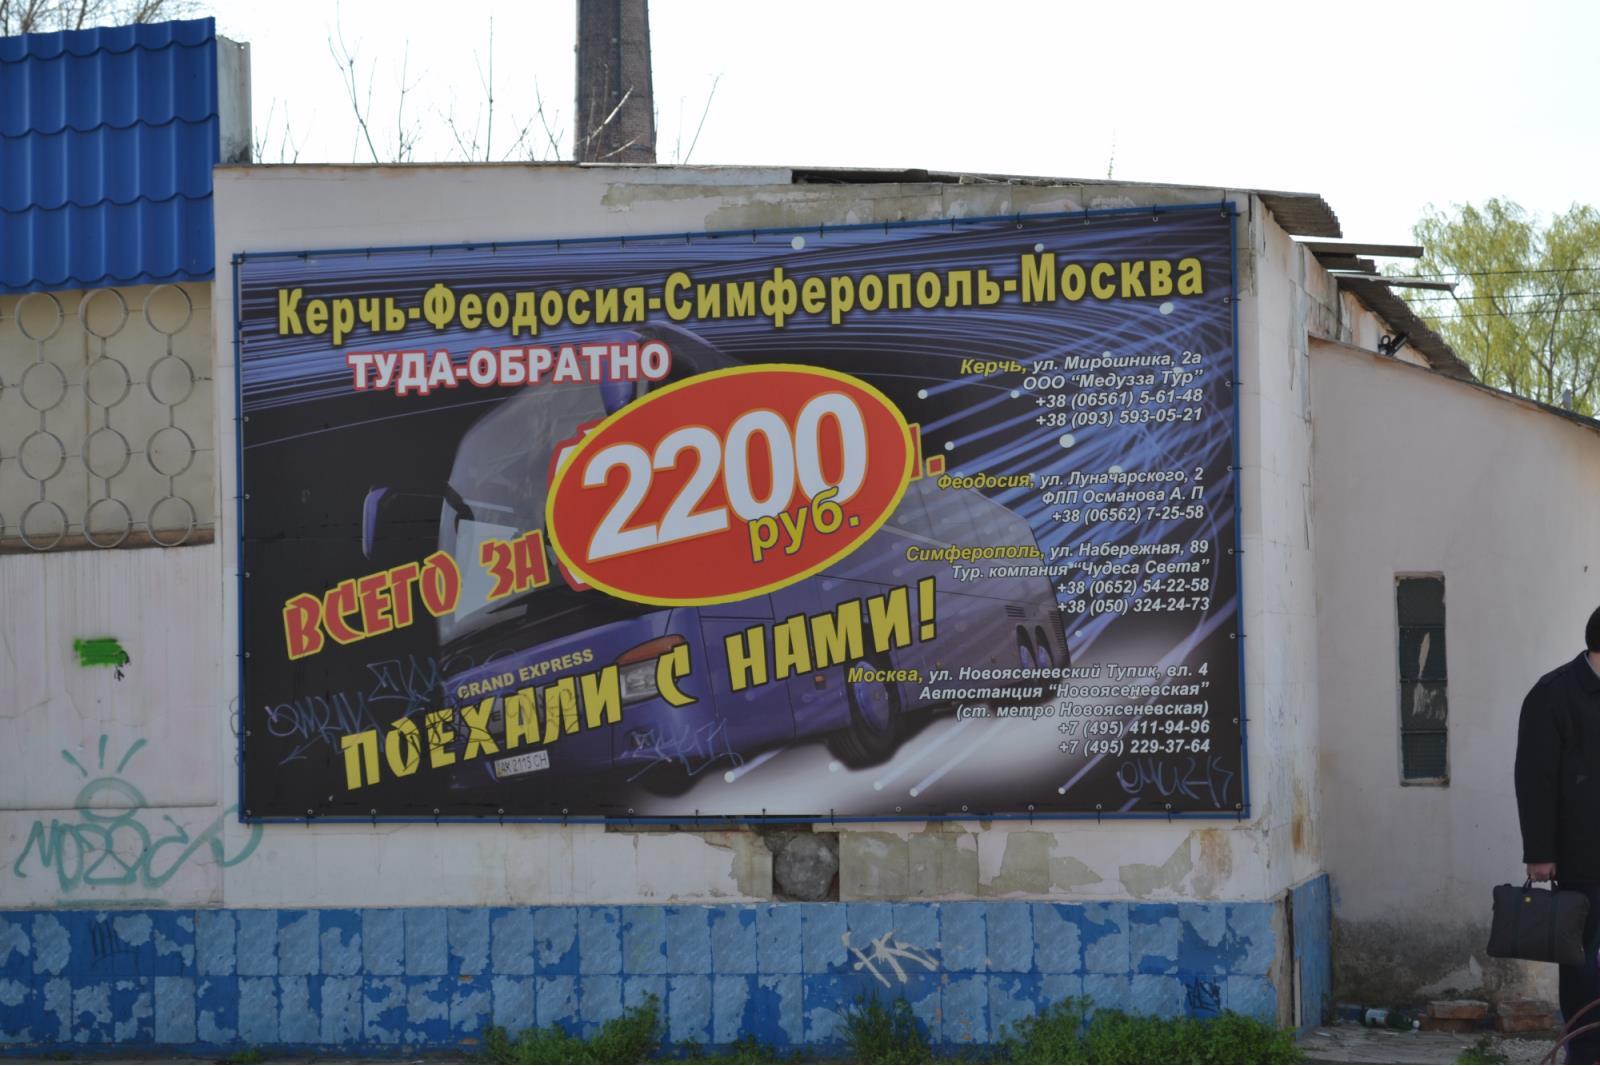 Керчь-Феодосия-Симферополь-Москва
ТУДА-ОБРАТНО
ВСЕГО ЗА
2200
руб.
ПОЕХАЛИ С НАМИ!
GRAND EXPRESS
АК 2115 СН
Керчь, ул. Мирошника, 2а
ООО "Медузза Тур"
+38 (06561) 5-61-48
+38 (093) 593-05-21
Феодосия, ул. Луначарского, 2
ФЛП Османова А. П
+38 (06562) 7-25-58
Симферополь, ул. Набережная, 89
Тур. компания "Чудеса Света"
+38 (0652) 54-22-58
+38 (050) 324-24-73
Москва, ул. Новоясеневский Тупик, вл. 4
Автостанция "Новоясеневская"
(ст. метро Новоясеневская)
+7 (495) 411-94-96
+7 (495) 229-37-64